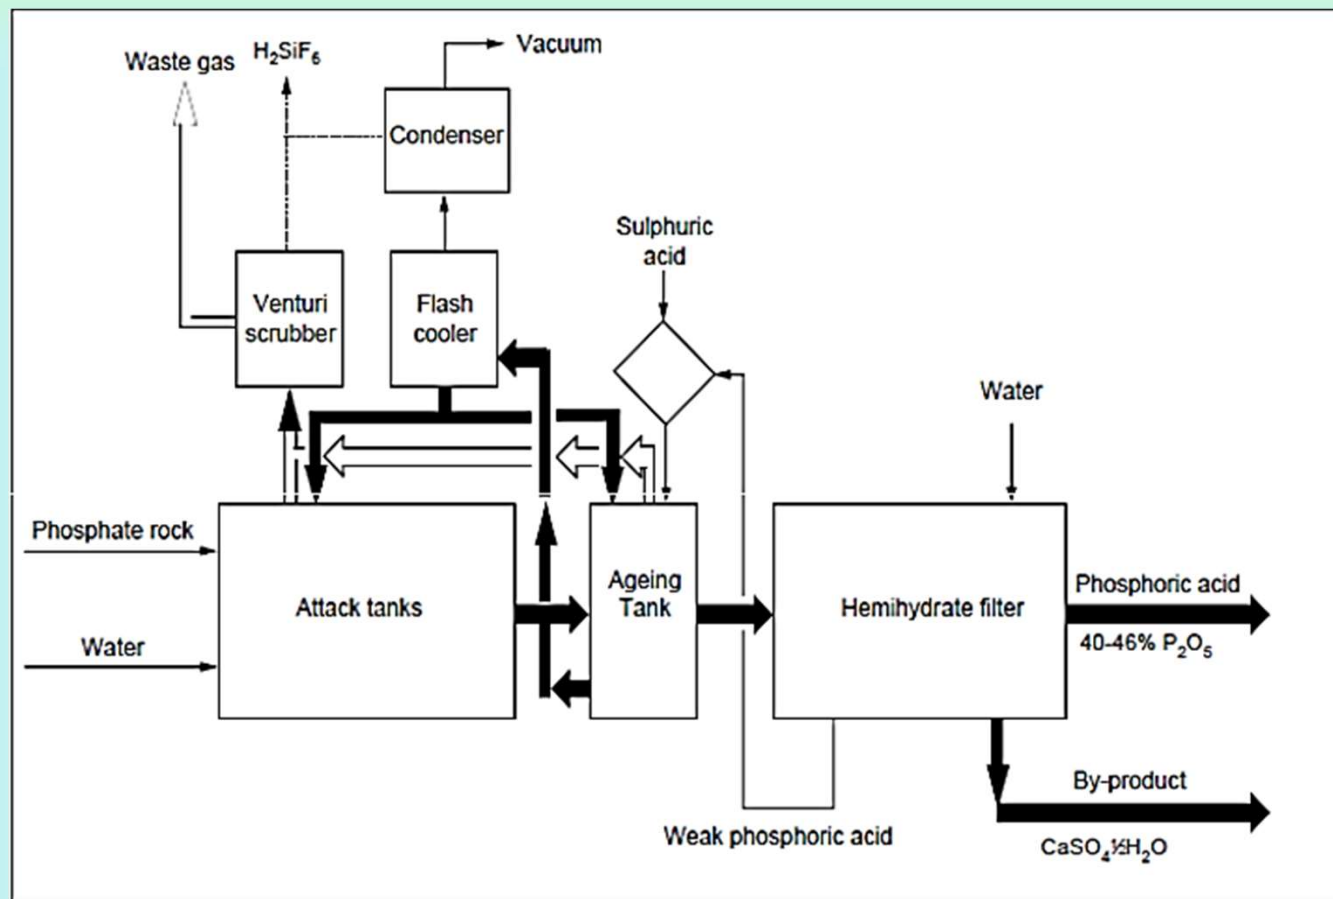 Waste gas
H₂SiF₆
Vacuum
Condenser
Sulphuric
acid
Venturi
scrubber
Flash
cooler
Water
Phosphate rock
Water
Attack tanks
Ageing
Tank
Hemihydrate filter
Phosphoric acid
40-46% P₂O₅
By-product
CaSO₄½H₂O
Weak phosphoric acid